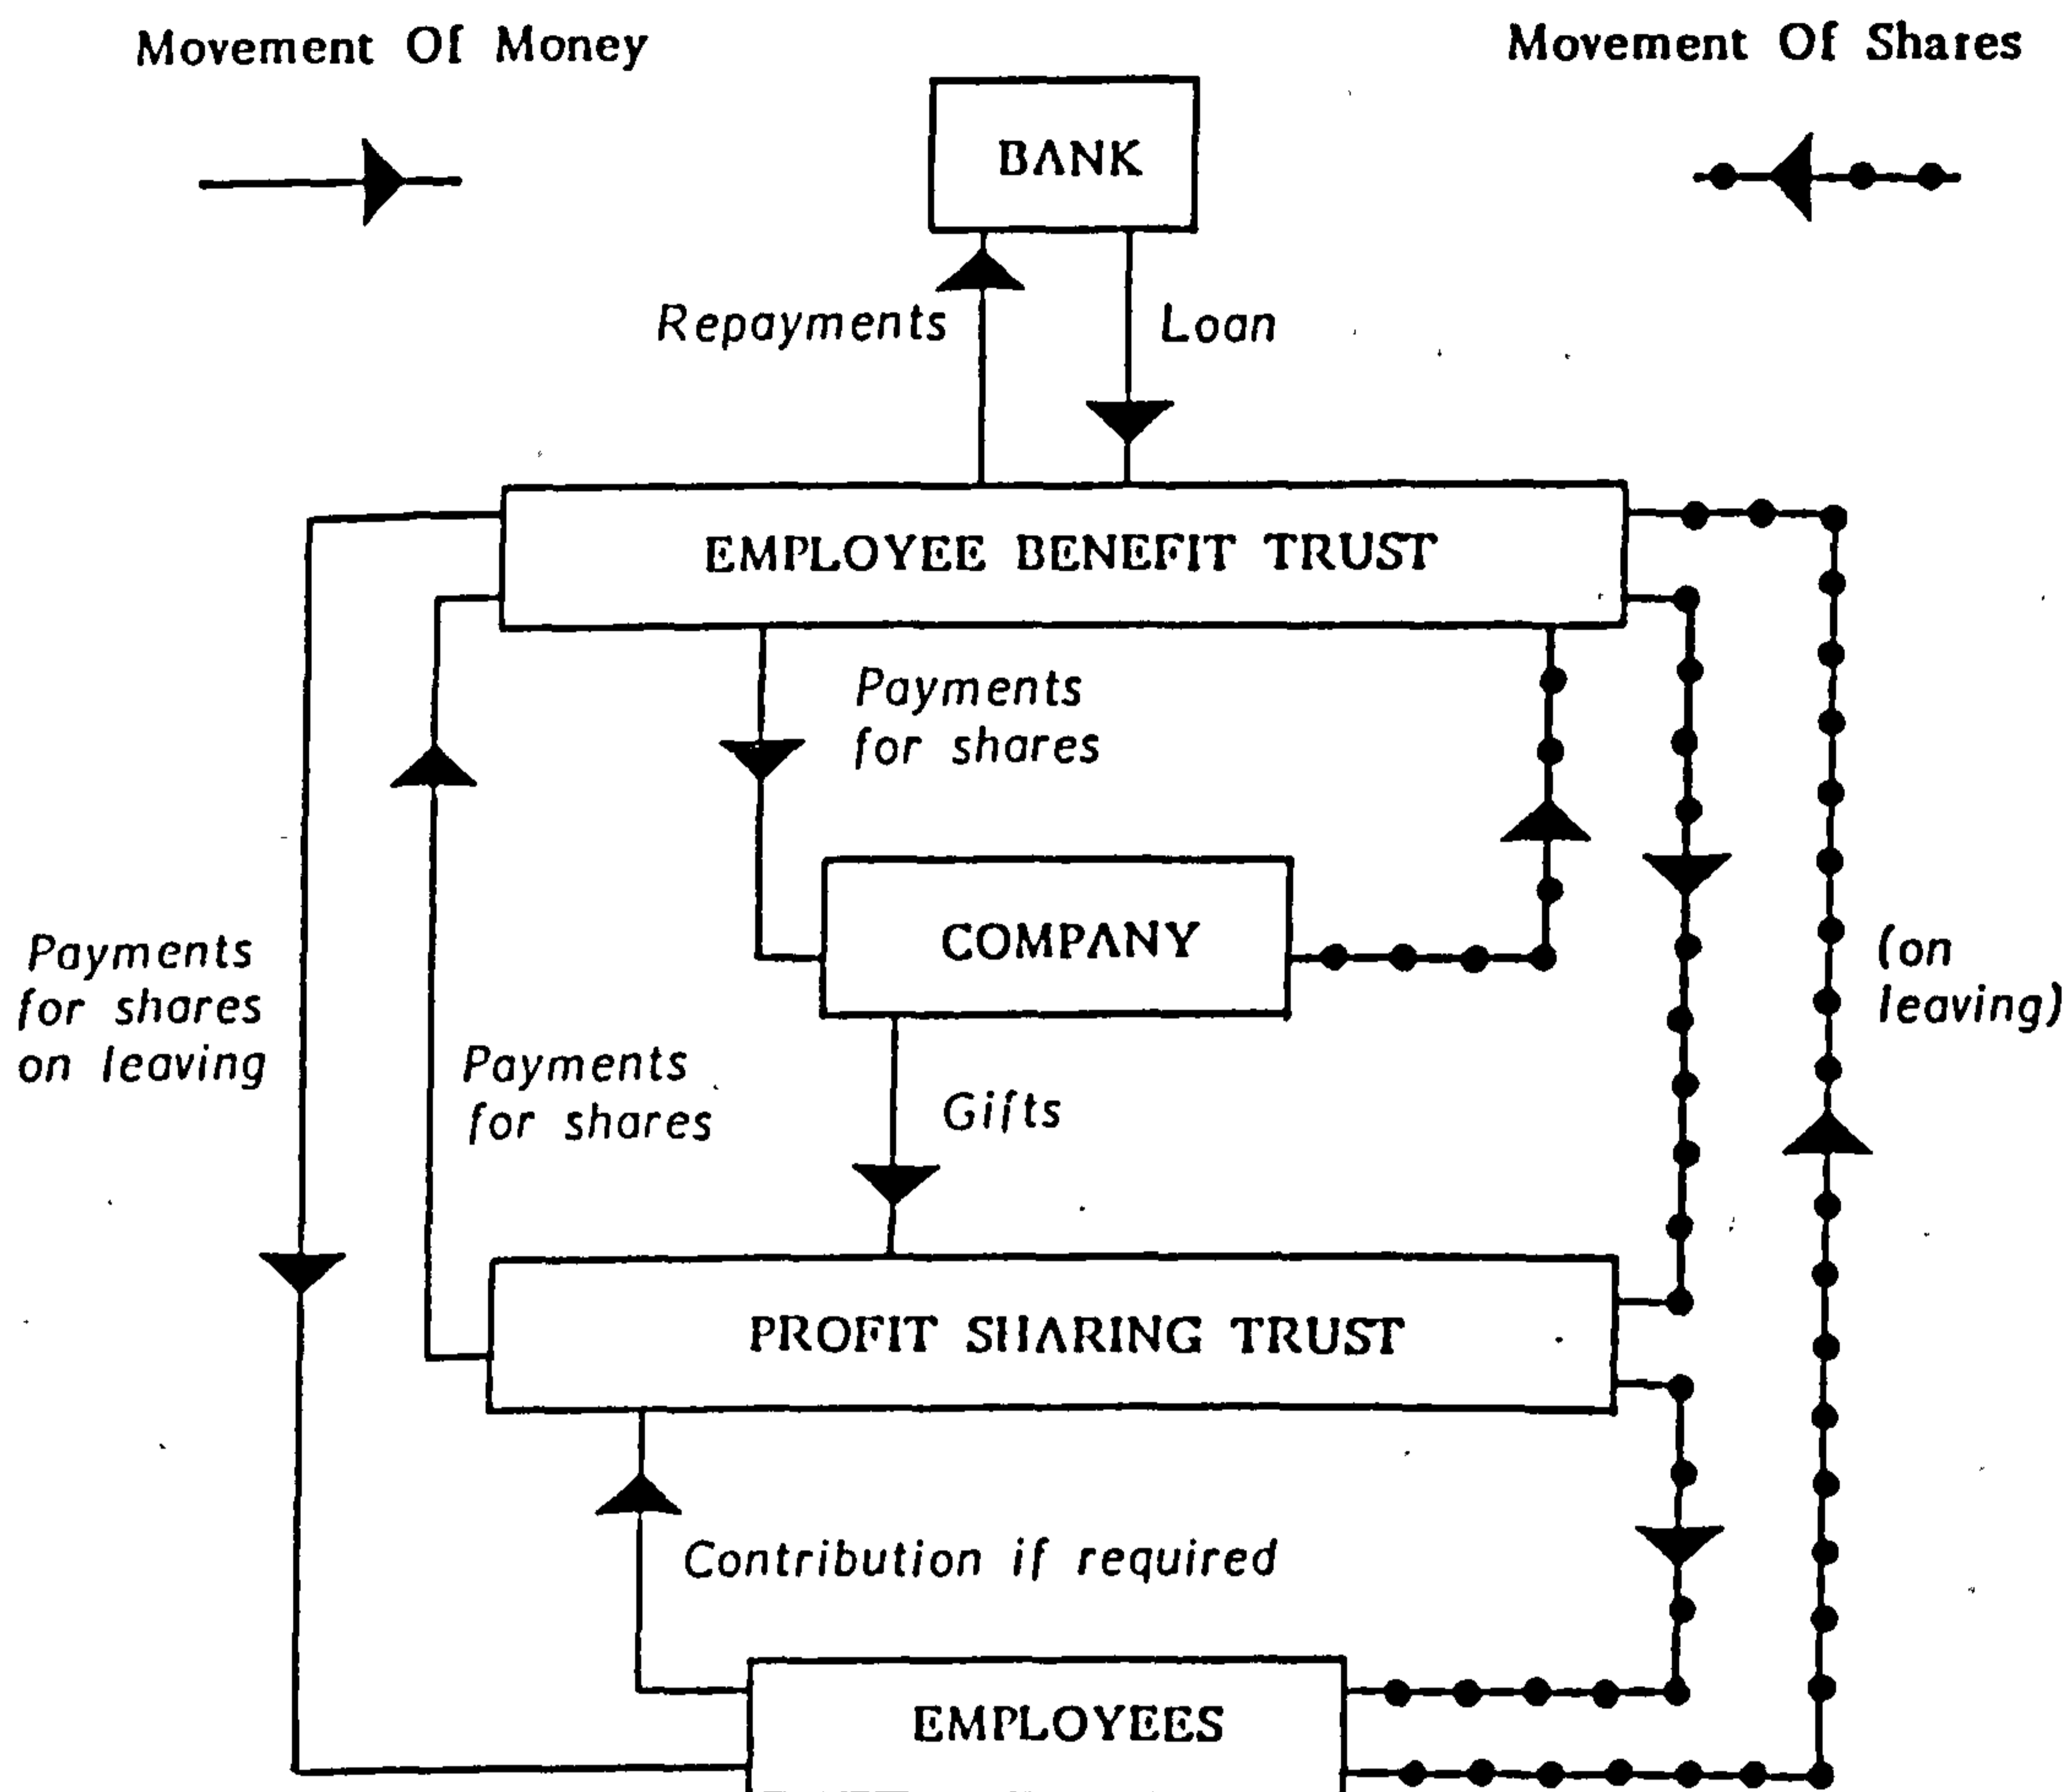 Movement Of Money
Movement Of Shares
BANK
Repayments
Loan
EMPLOYEE BENEFIT TRUST
Payments
for shares
COMPANY
(on
leaving)
Payments
for shares
on leaving
Payments
for shares
Gifts
PROFIT SHARING TRUST
Contribution if required
EMPLOYEES